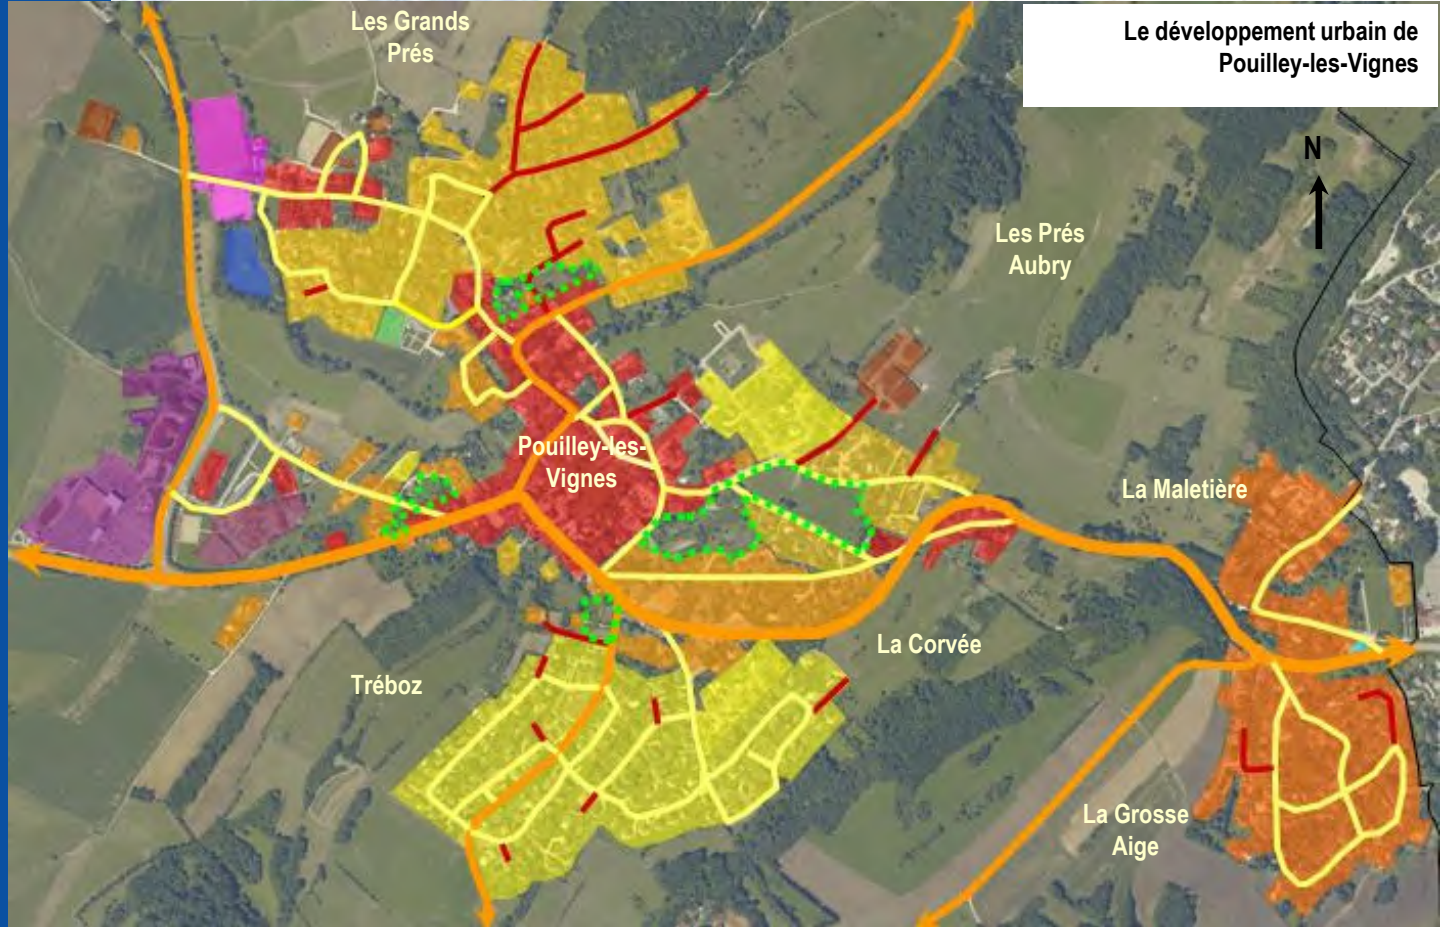 Le développement urbain de
Pouilley-les-Vignes
Les Grands
Prés
N
Les Prés
Aubry
Pouilley-les-
Vignes
La Maletière
La Corvée
Tréboz
La Grosse
Aige